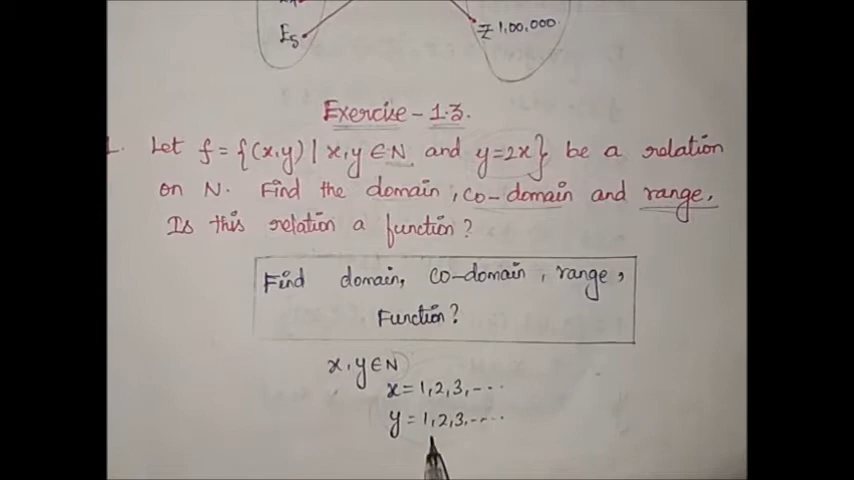 E5
₹ 1,00,000.
Exercise - 1.3.
1. Let f = {(x,y) | x,y ∈ N and y=2x} be a relation
on N. Find the domain, co-domain and range.
Is this relation a function?
Find domain, co-domain, range,
Function?
x,y ∈ N
x = 1,2,3,....
y = 1,2,3,....